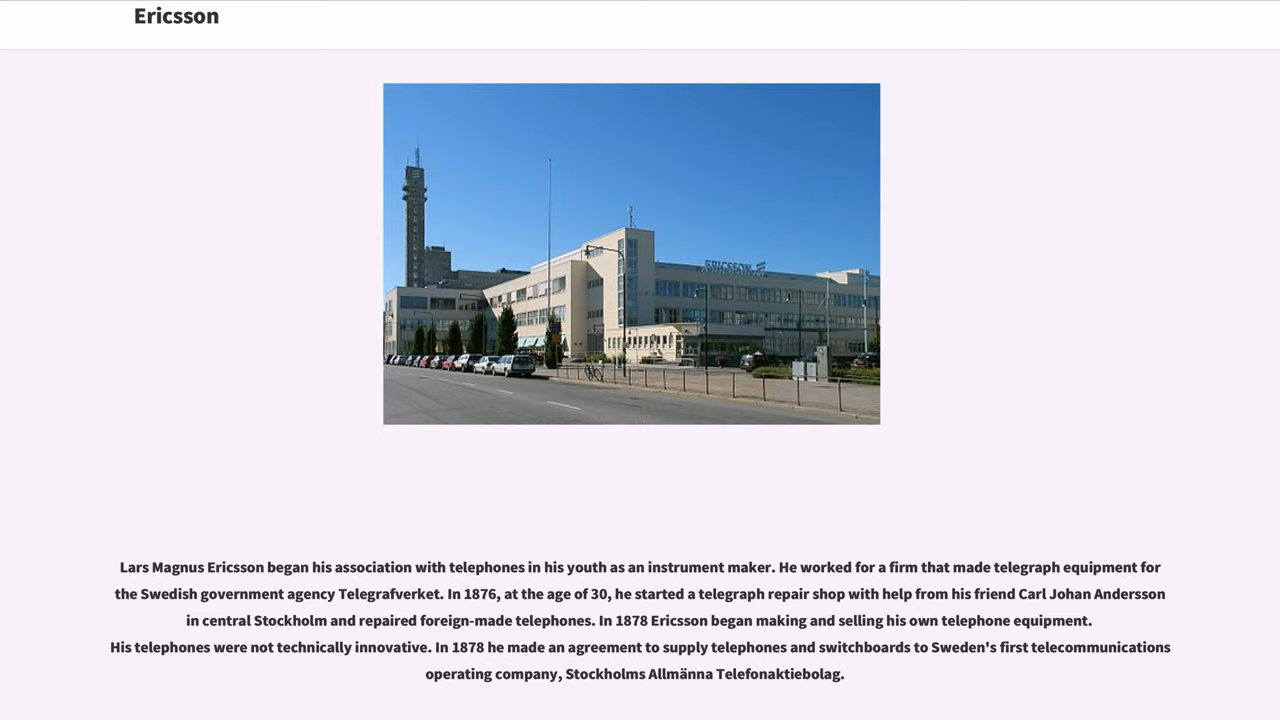 Ericsson
ERICSSON
Lars Magnus Ericsson began his association with telephones in his youth as an instrument maker. He worked for a firm that made telegraph equipment for
the Swedish government agency Telegrafverket. In 1876, at the age of 30, he started a telegraph repair shop with help from his friend Carl Johan Andersson
in central Stockholm and repaired foreign-made telephones. In 1878 Ericsson began making and selling his own telephone equipment.
His telephones were not technically innovative. In 1878 he made an agreement to supply telephones and switchboards to Sweden's first telecommunications
operating company, Stockholms Allmänna Telefonaktiebolag.